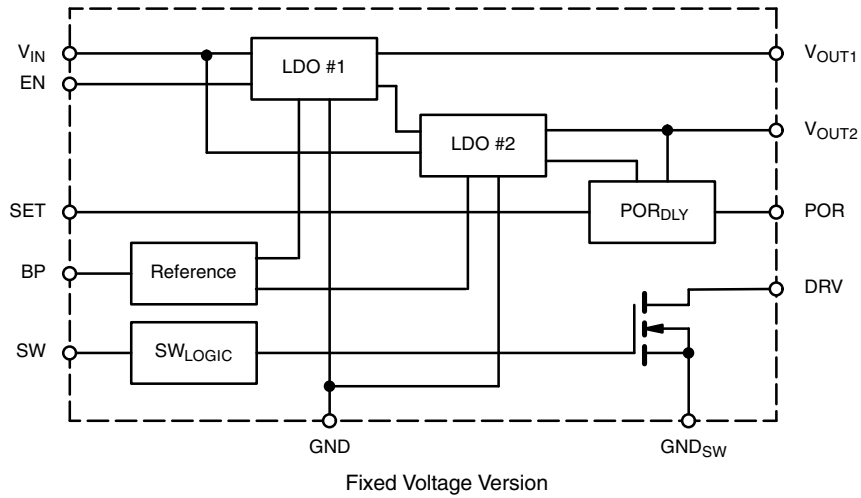 V_IN
LDO #1
V_OUT1
EN
LDO #2
V_OUT2
SET
POR_DLY
POR
BP
Reference
DRV
SW
SW_LOGIC
GND
GND_SW
Fixed Voltage Version